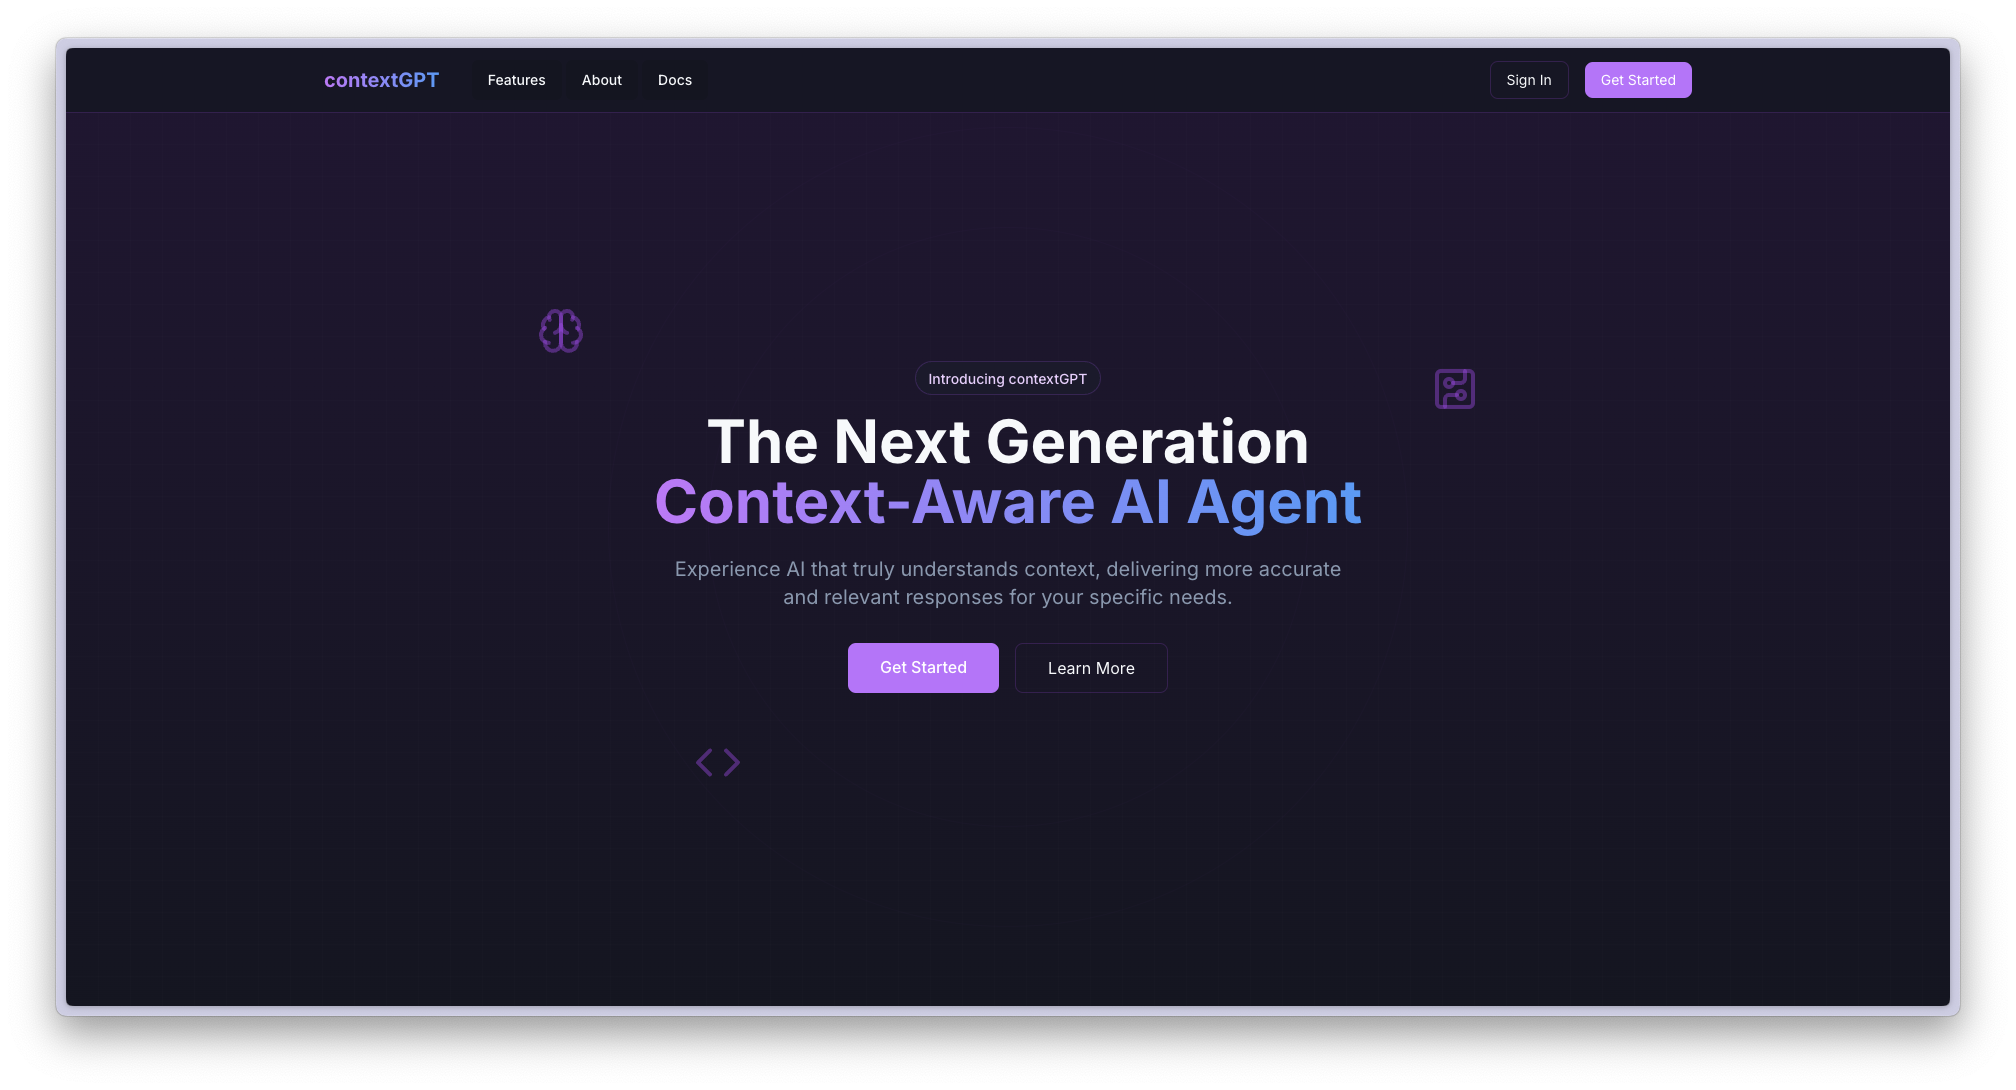 contextGPT
Features
About
Docs
Sign In
Get Started
Introducing contextGPT
The Next Generation
Context-Aware AI Agent
Experience AI that truly understands context, delivering more accurate
and relevant responses for your specific needs.
Get Started
Learn More